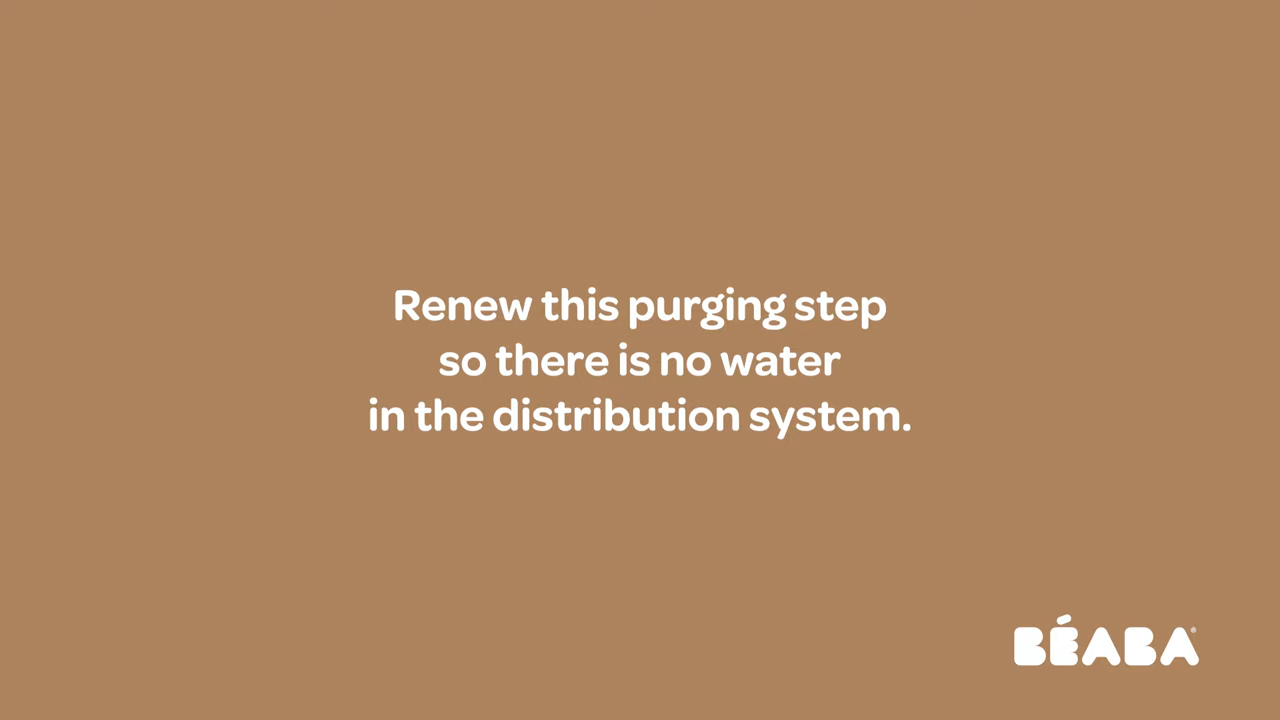 Renew this purging step
so there is no water
in the distribution system.
BÉABA®